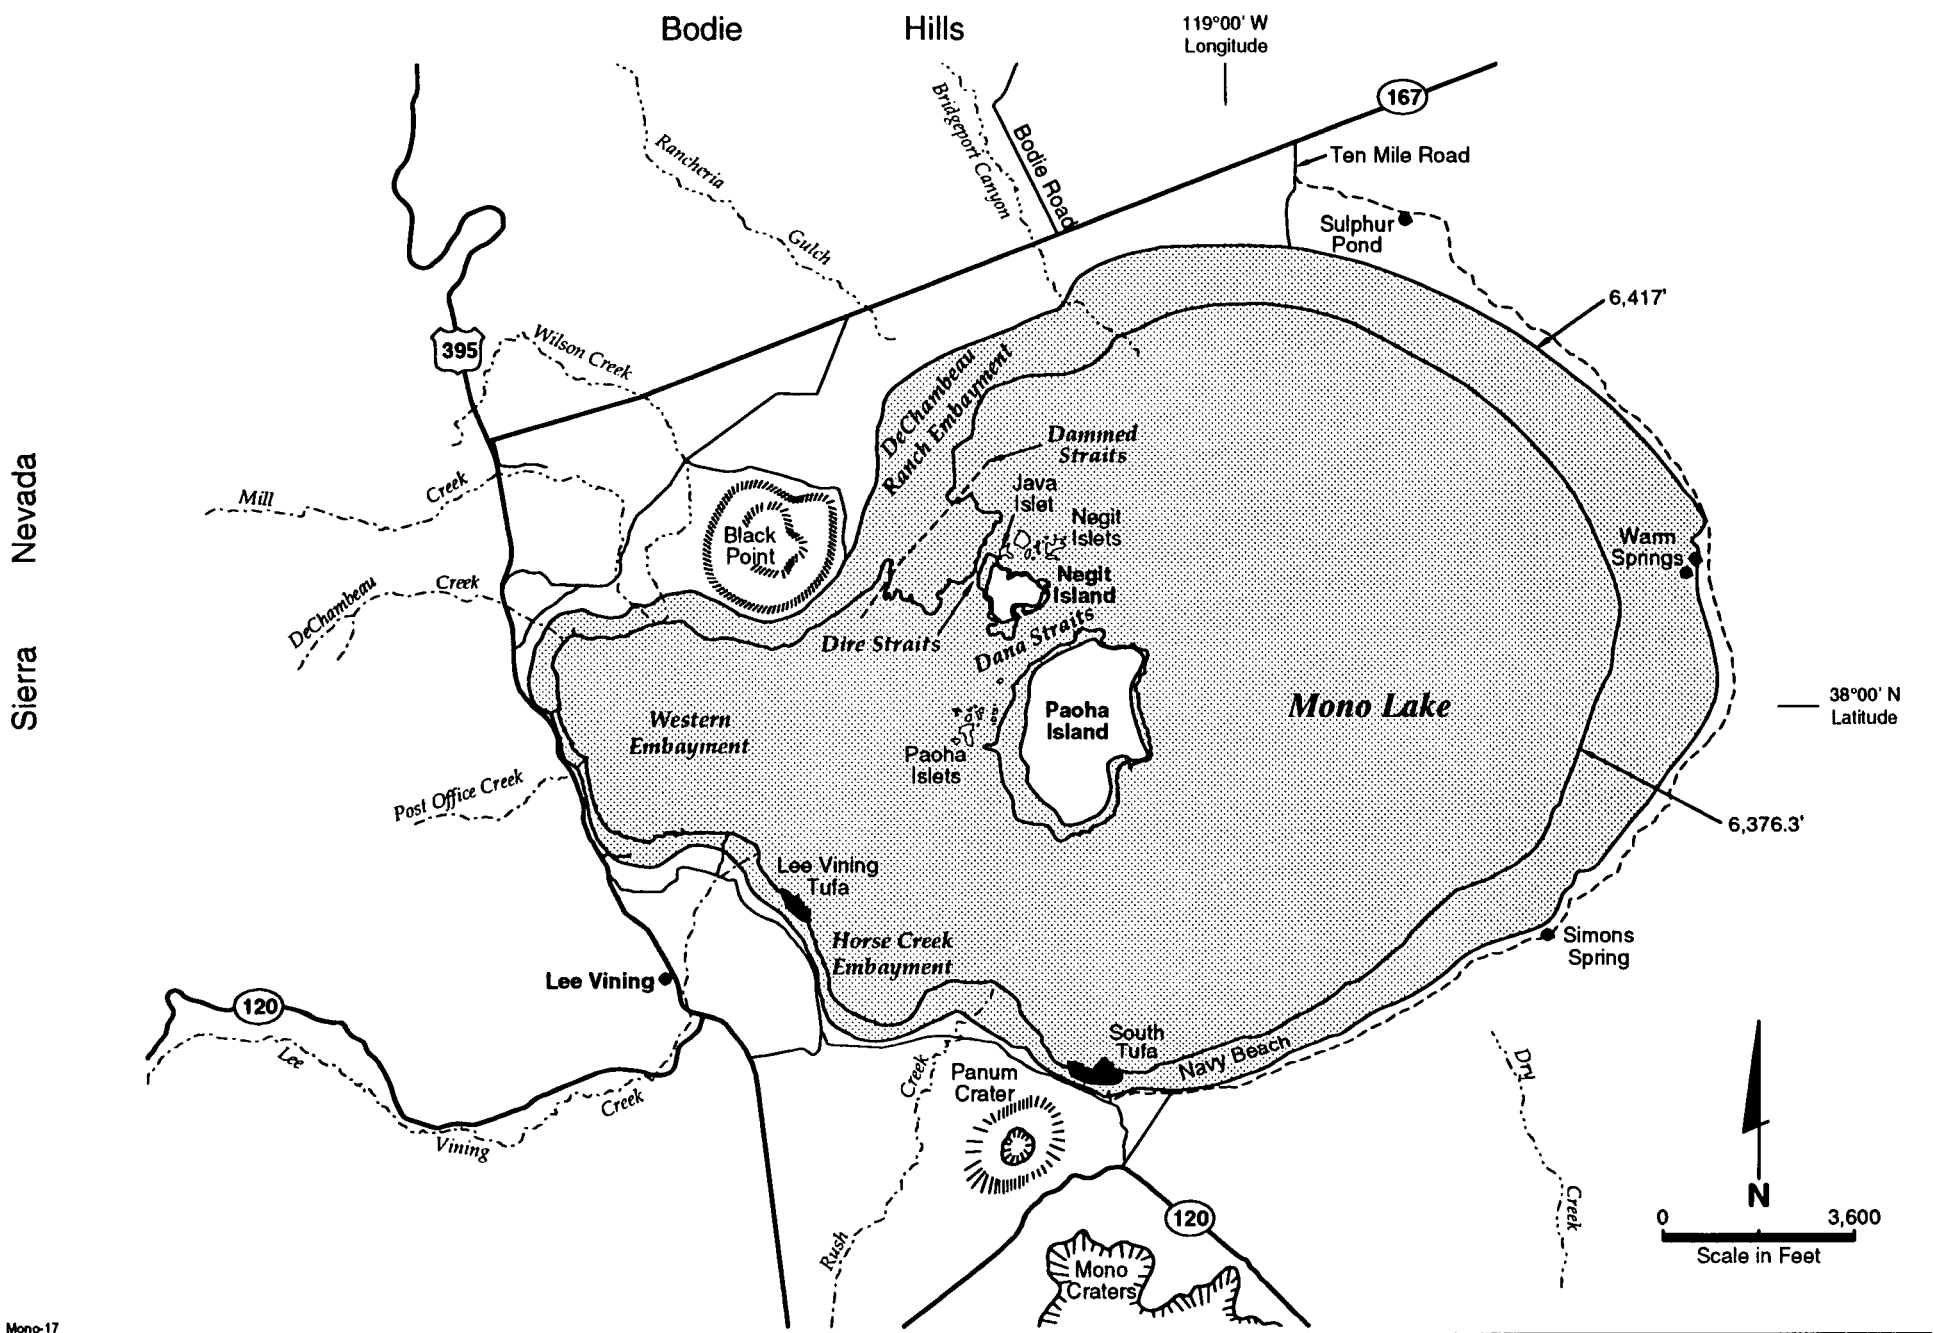 Bodie Hills
119°00' W
Longitude
167
Ten Mile Road
Bridgeport Canyon
Bodie Road
Rancheria
Gulch
Sulphur
Pond
6,417'
395
Wilson Creek
DeChambeau
Ranch Embayment
Dammed
Straits
Java
Islet
Negit
Islets
Mill
Creek
Black
Point
Warm
Springs
Sierra Nevada
DeChambeau
Creek
Negit
Island
Dire Straits
Dana Straits
38°00' N
Latitude
Western
Embayment
Paoha
Island
Mono Lake
Paoha
Islets
Post Office Creek
6,376.3'
Lee Vining
Tufa
Horse Creek
Embayment
Simons
Spring
Lee Vining
120
Lee
Vining
Creek
South
Tufa
Navy Beach
Panum
Crater
Creek
Rush
Dry
Creek
120
Mono
Craters
N
0 3,600
Scale in Feet
Mono-17